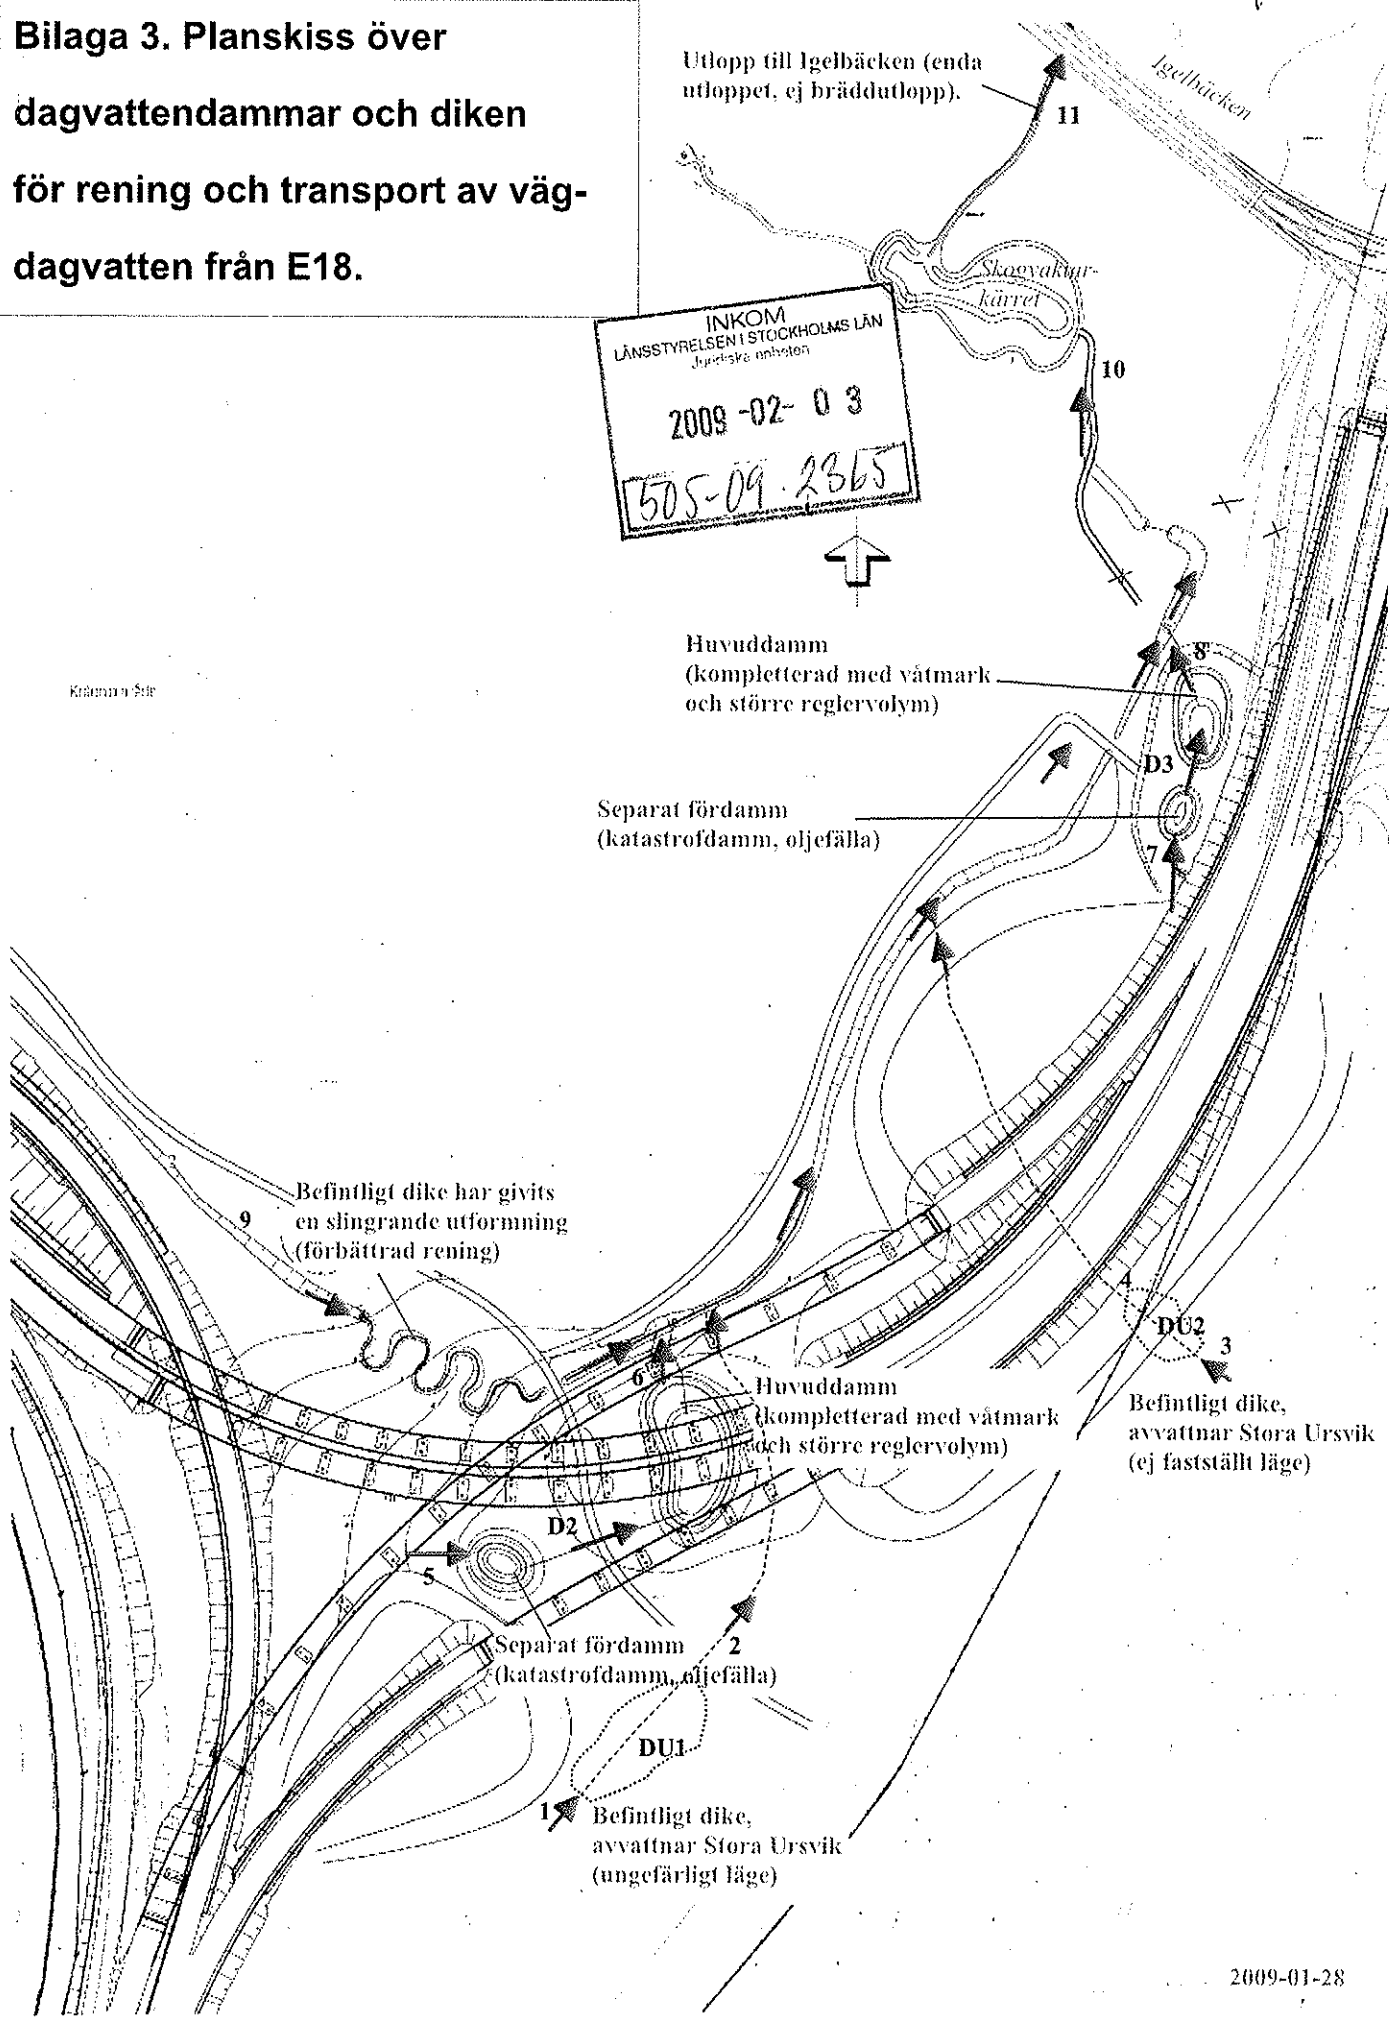 Bilaga 3. Planskiss över
dagvattendammar och diken
för rening och transport av väg-
dagvatten från E18.
Utlopp till Igelbäcken (enda
utloppet, ej bräddutlopp).
11
Igelbäcken
Skogvaktar-
kärret
INKOM
LÄNSSTYRELSEN I STOCKHOLMS LÄN
Juridiska enheten
2009 -02- 0 3
505-09.2365
10
Huvuddamm
(kompletterad med våtmark
och större reglervolym)
8
D3
Separat fördamm
(katastrofdamm, oljefälla)
7
Befintligt dike har givits
en slingrande utformning
(förbättrad rening)
9
4
DU2
3
6
Huvuddamm
(kompletterad med våtmark
och större reglervolym)
Befintligt dike,
avvattnar Stora Ursvik
(ej fastställt läge)
D2
5
Separat fördamm
(katastrofdamm, oljefälla)
2
DU1
1
Befintligt dike,
avvattnar Stora Ursvik
(ungefärligt läge)
2009-01-28